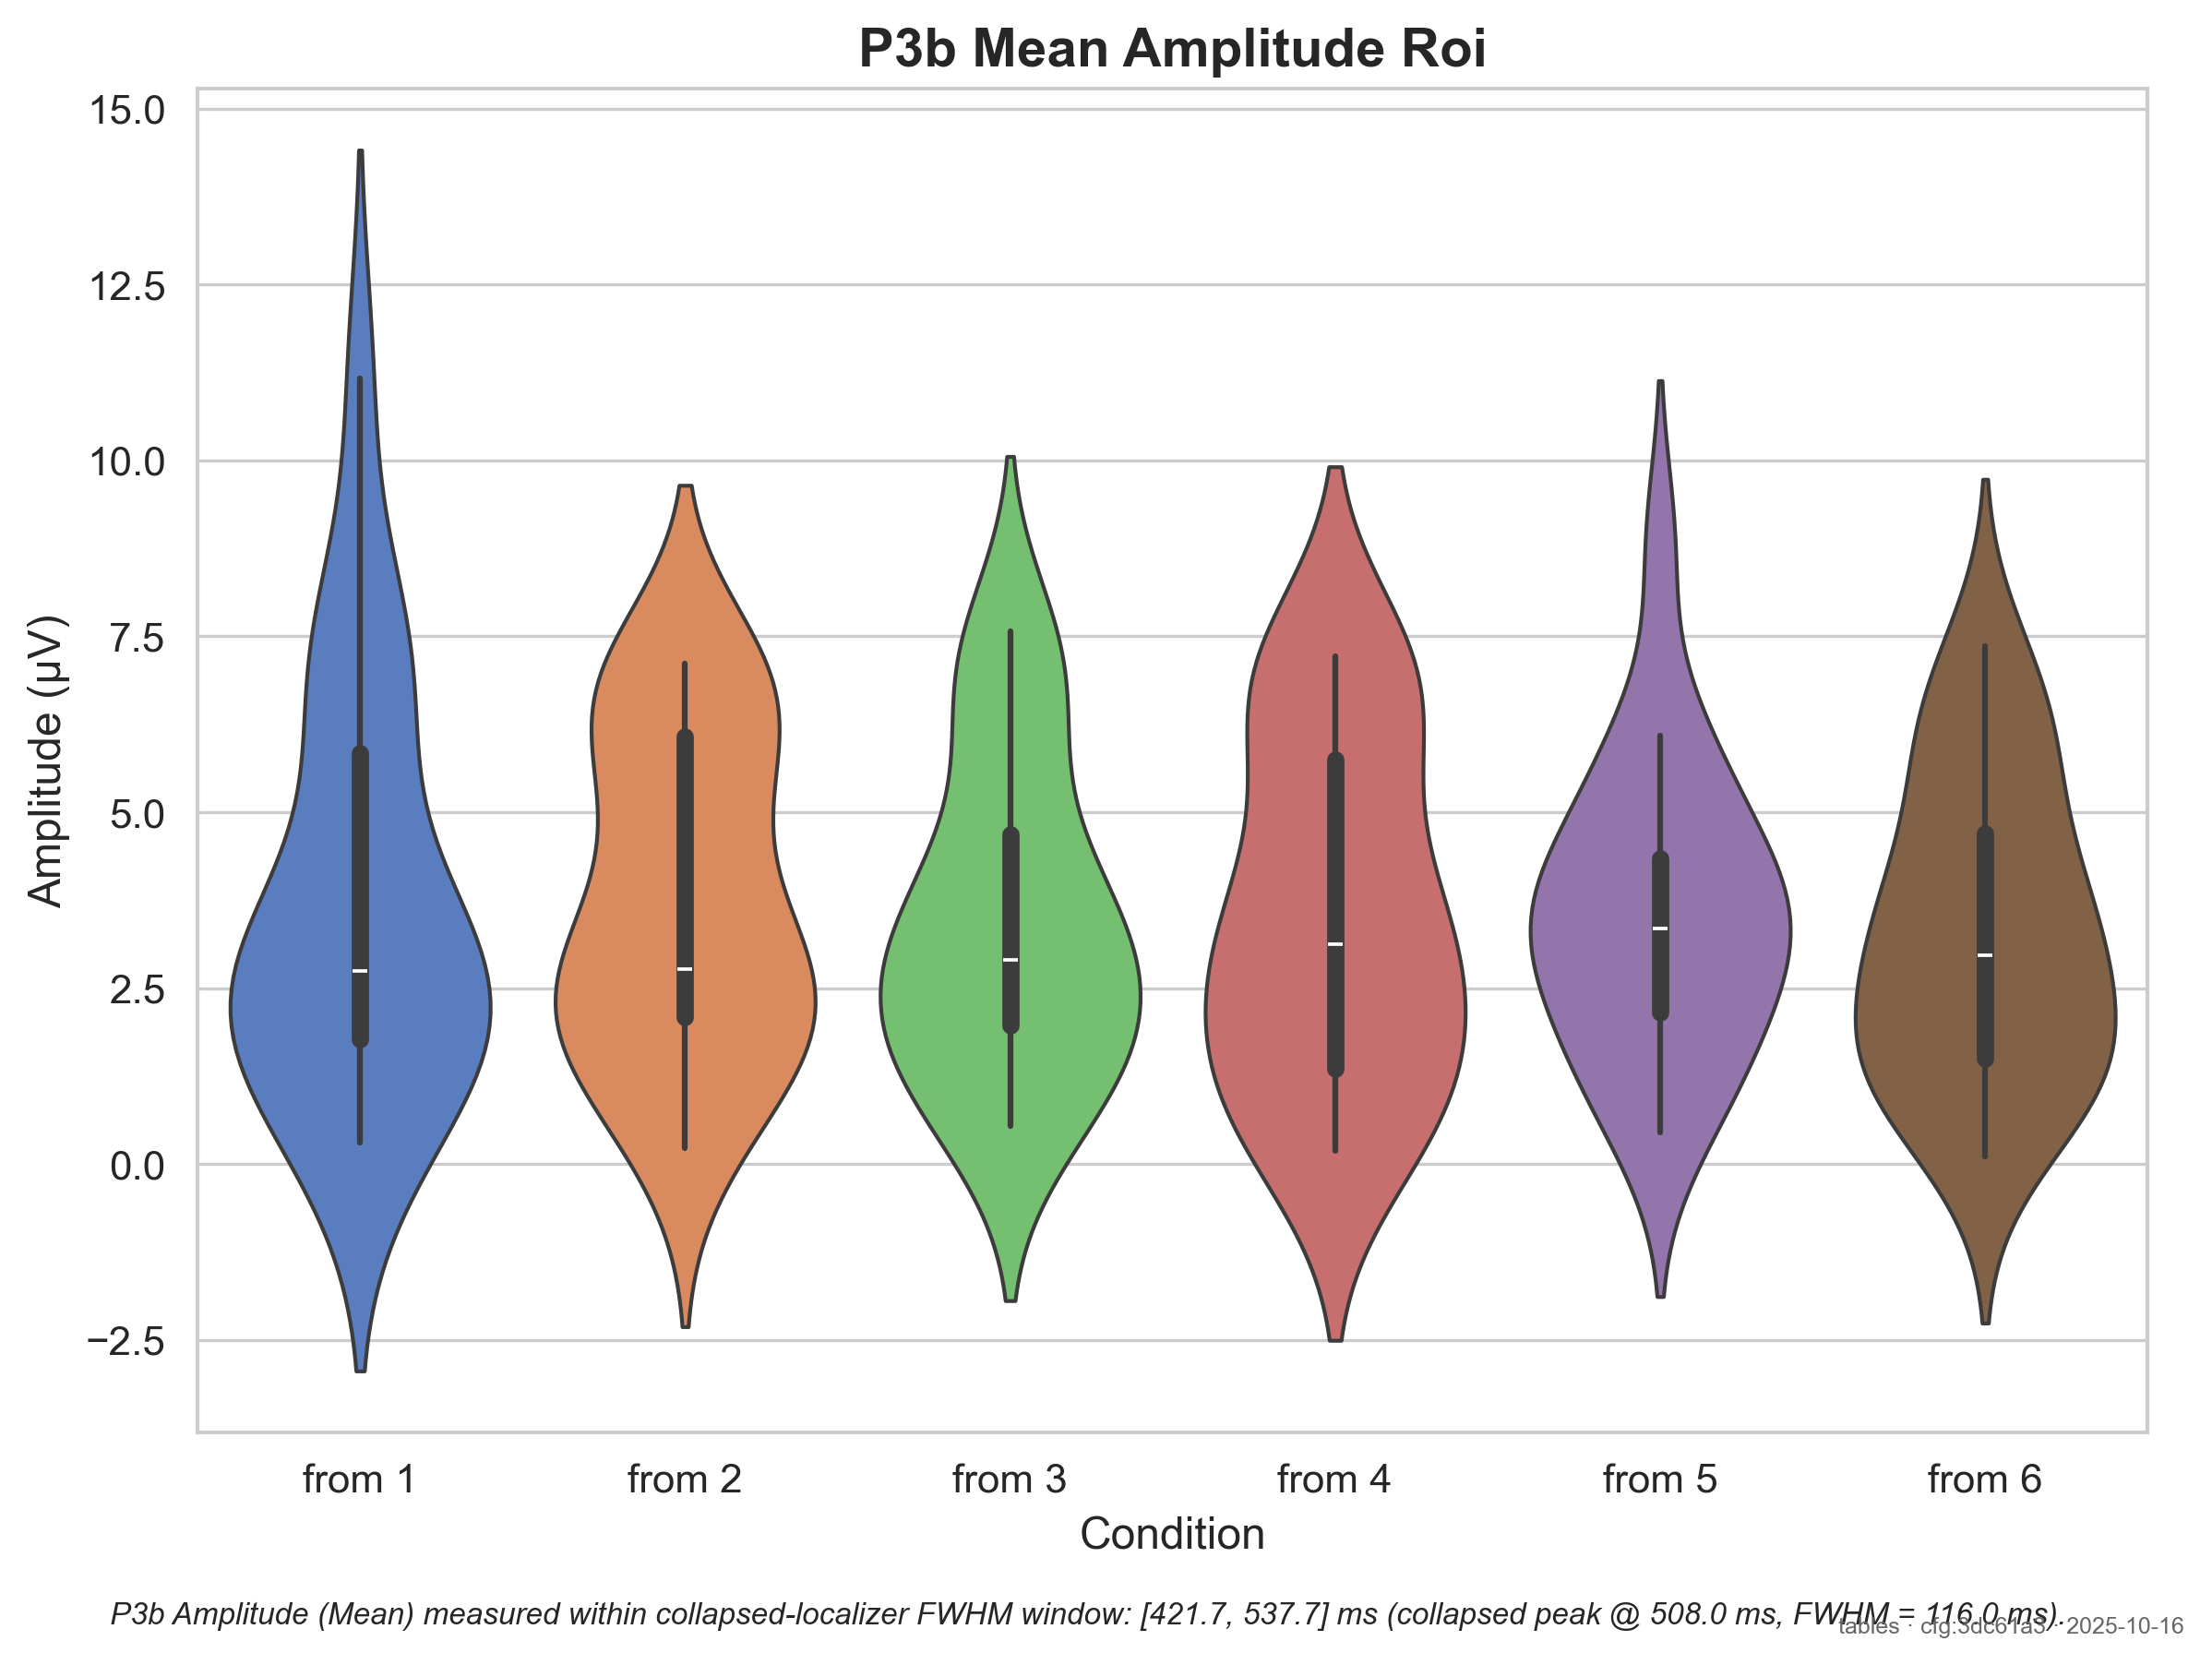 P3b Mean Amplitude Roi
15.0
12.5
10.0
7.5
5.0
2.5
0.0
−2.5
Amplitude (µV)
from 1 from 2 from 3 from 4 from 5 from 6
Condition
P3b Amplitude (Mean) measured within collapsed-localizer FWHM window: [421.7, 537.7] ms (collapsed peak @ 508.0 ms, FWHM = 116.0 ms).
tables · cfg:3dc61a3 · 2025-10-16